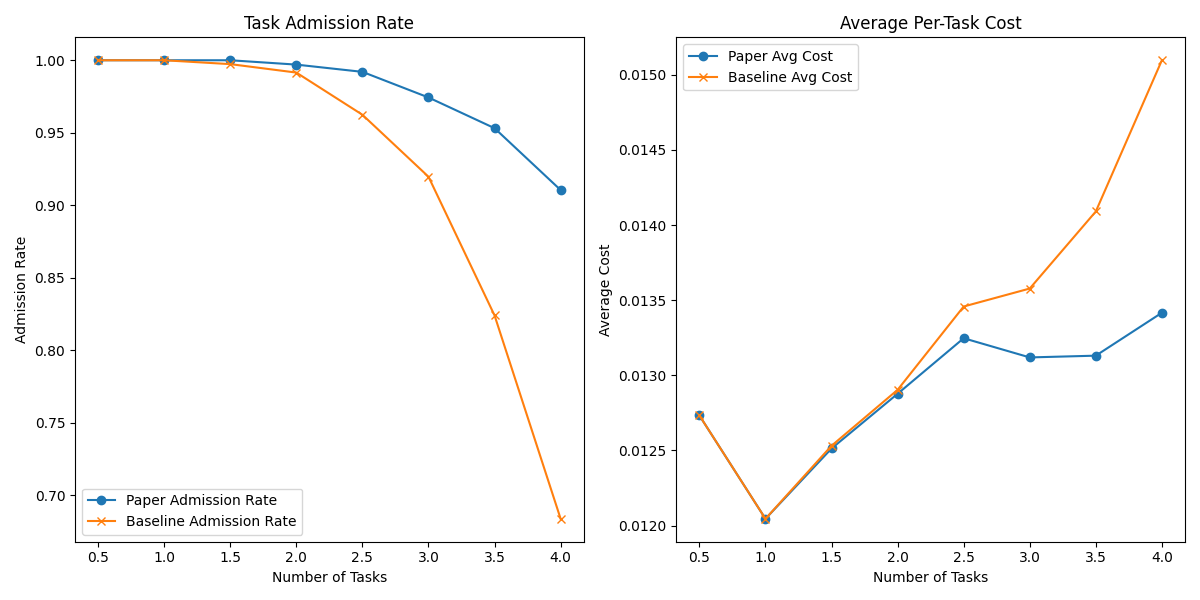 Task Admission Rate
Admission Rate
1.00
0.95
0.90
0.85
0.80
0.75
0.70
Paper Admission Rate
Baseline Admission Rate
0.5 1.0 1.5 2.0 2.5 3.0 3.5 4.0
Number of Tasks
Average Per-Task Cost
Average Cost
Paper Avg Cost
Baseline Avg Cost
0.0150
0.0145
0.0140
0.0135
0.0130
0.0125
0.0120
0.5 1.0 1.5 2.0 2.5 3.0 3.5 4.0
Number of Tasks